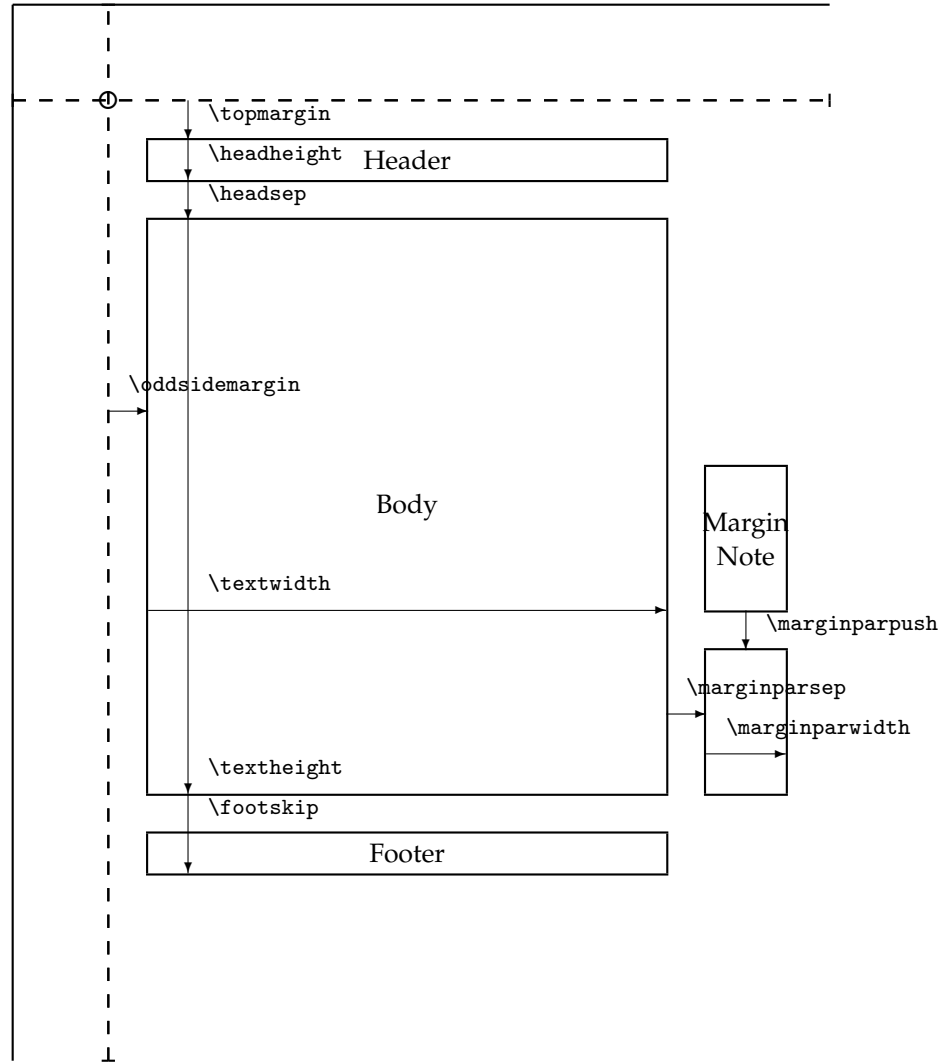 \topmargin
\headheight
Header
\headsep
\oddsidemargin
Body
Margin
Note
\textwidth
\marginparpush
\marginparsep
\marginparwidth
\textheight
\footskip
Footer